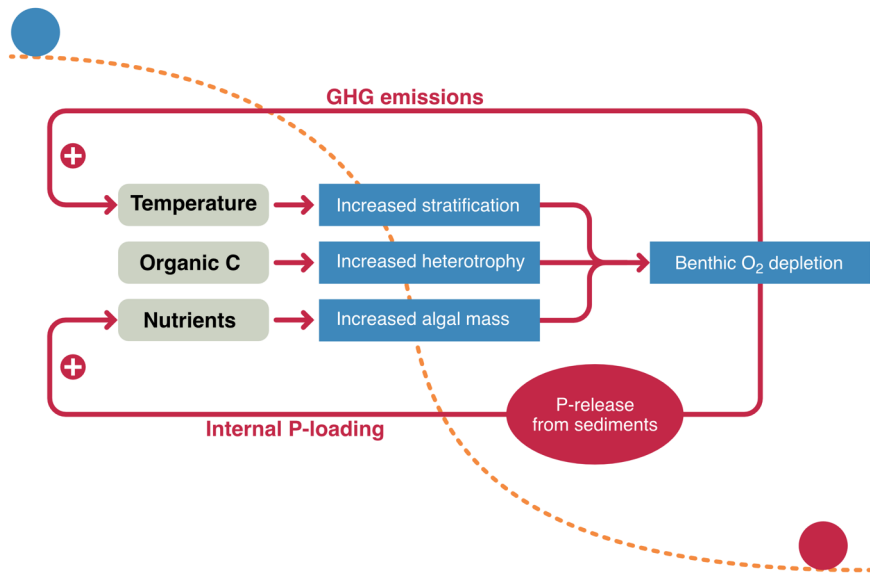 GHG emissions
+
Temperature
Increased stratification
Organic C
Increased heterotrophy
Benthic O₂ depletion
Nutrients
Increased algal mass
+
P-release
from sediments
Internal P-loading